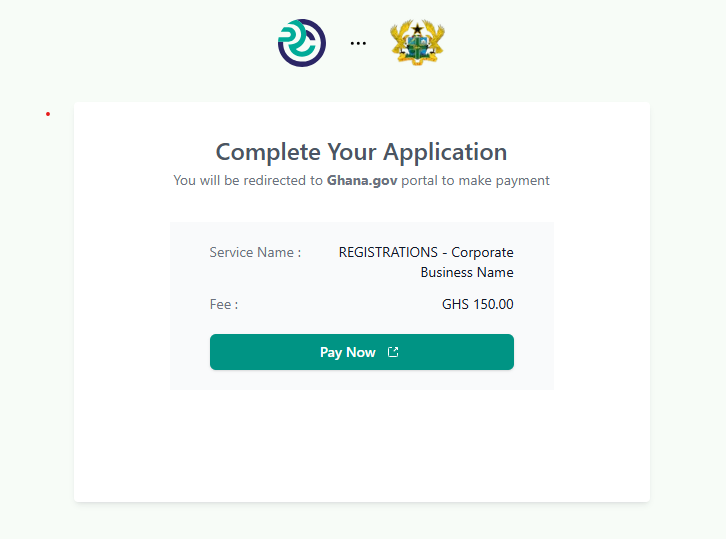 Complete Your Application
You will be redirected to Ghana.gov portal to make payment
Service Name :
REGISTRATIONS - Corporate
Business Name
Fee :
GHS 150.00
Pay Now